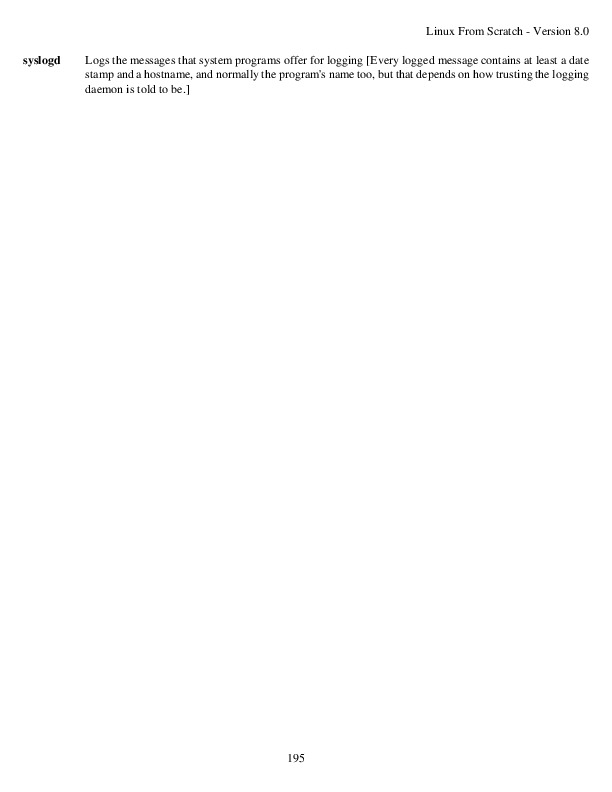 Linux From Scratch - Version 8.0
syslogd Logs the messages that system programs offer for logging [Every logged message contains at least a date
stamp and a hostname, and normally the program's name too, but that depends on how trusting the logging
daemon is told to be.]
195